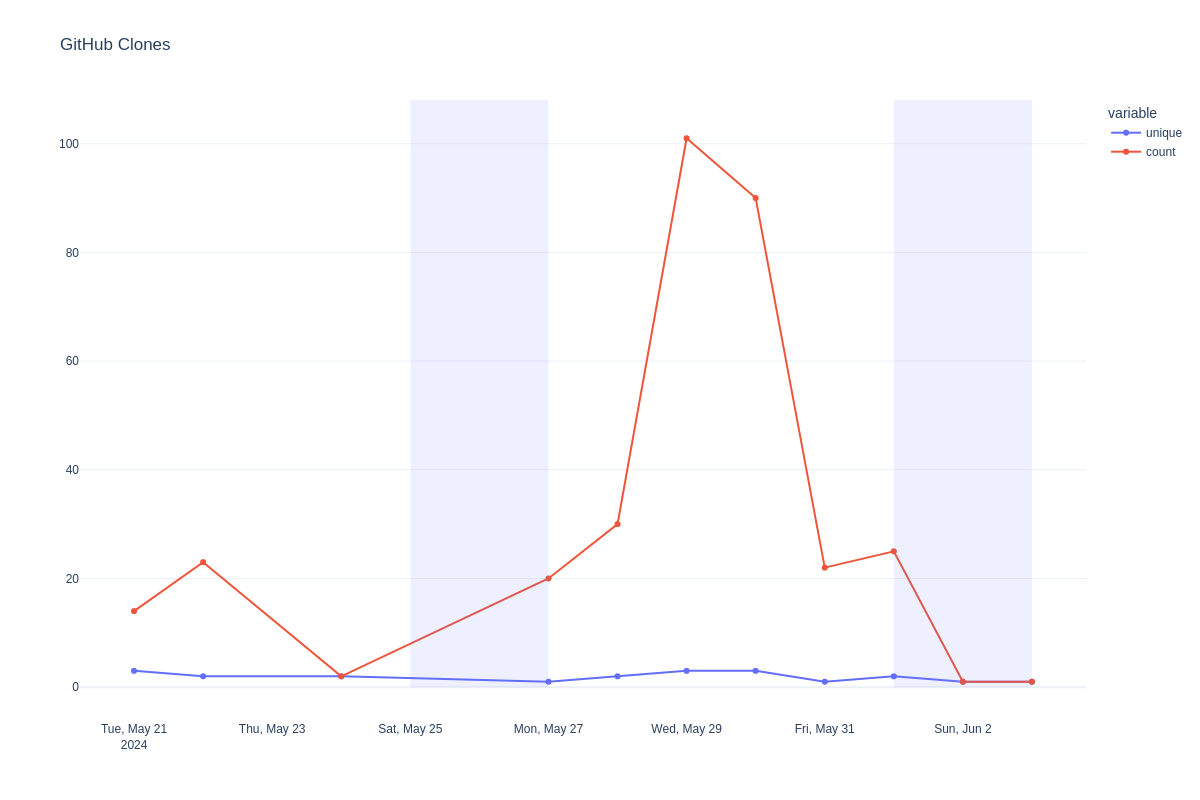 GitHub Clones
variable
unique
count
100
80
60
40
20
0
Tue, May 21
2024
Thu, May 23
Sat, May 25
Mon, May 27
Wed, May 29
Fri, May 31
Sun, Jun 2